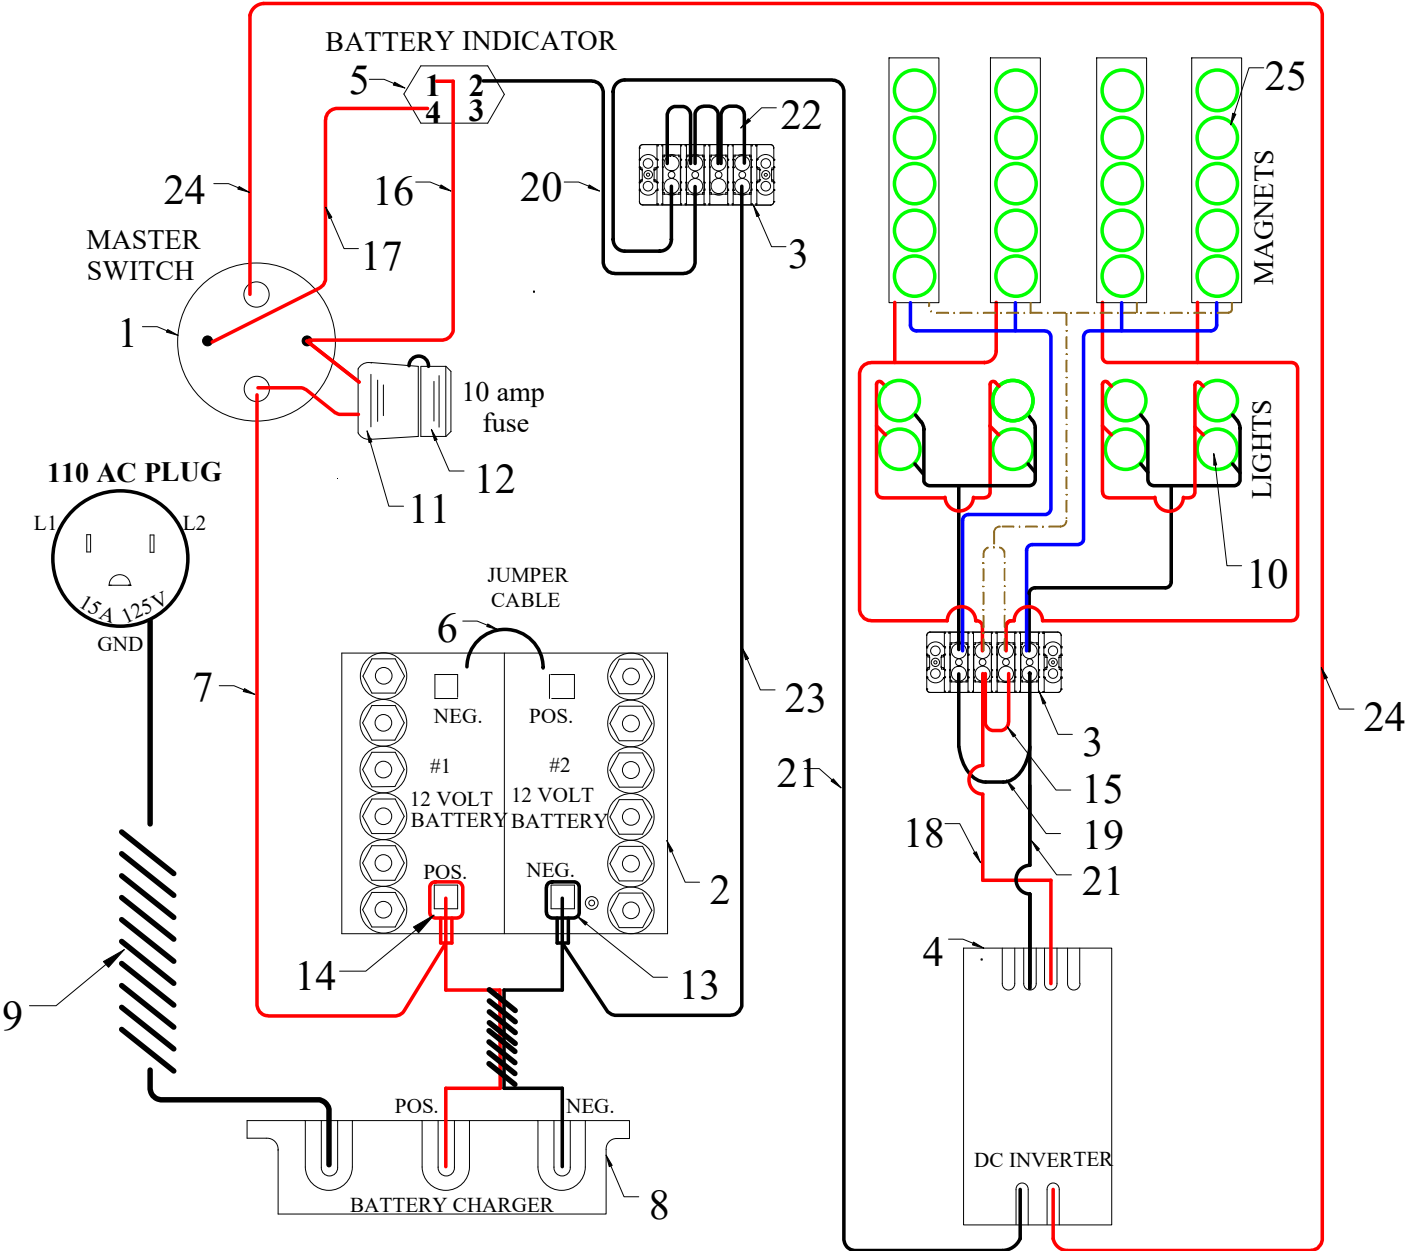 BATTERY INDICATOR
5
1 2
4 3
22
25
24
16
20
17
3
MAGNETS
MASTER
SWITCH
1
10 amp
fuse
12
11
LIGHTS
10
110 AC PLUG
L1
L2
15A 125V
GND
JUMPER
CABLE
6
7
NEG.
POS.
23
24
#1
#2
12 VOLT
BATTERY
12 VOLT
BATTERY
3
21
15
18
19
21
POS.
NEG.
2
14
13
4
9
POS.
NEG.
DC INVERTER
BATTERY CHARGER
8